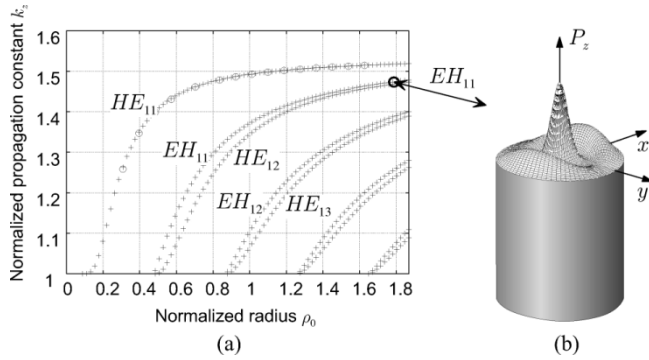 (a)
Normalized propagation constant k_z
1.6
1.5
1.4
1.3
1.2
1.1
1
HE_11
EH_11
HE_12
EH_12
HE_13
0 0.2 0.4 0.6 0.8 1.0 1.2 1.4 1.6 1.8
Normalized radius ρ_0
(a)
EH_11
P_z
x
y
(b)